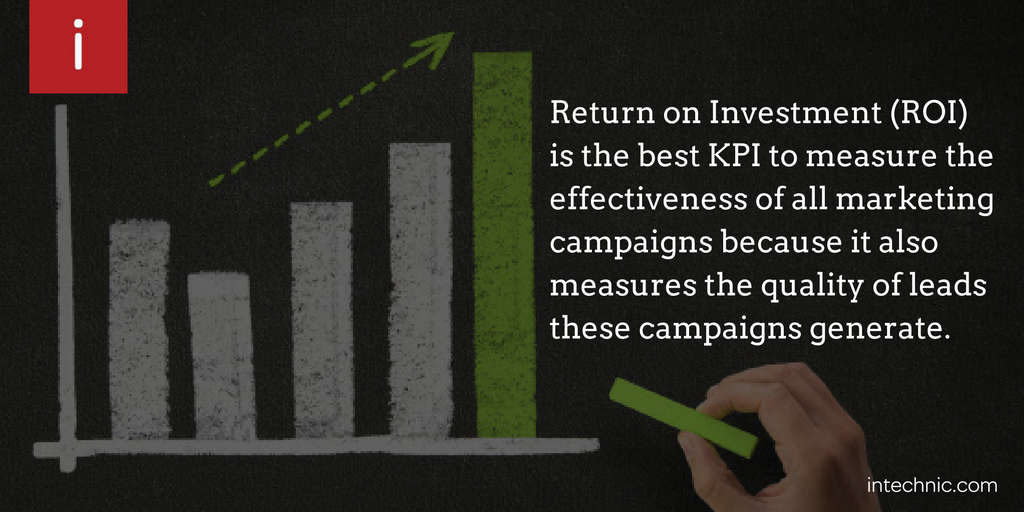 i
Return on Investment (ROI)
is the best KPI to measure the
effectiveness of all marketing
campaigns because it also
measures the quality of leads
these campaigns generate.
intechnic.com